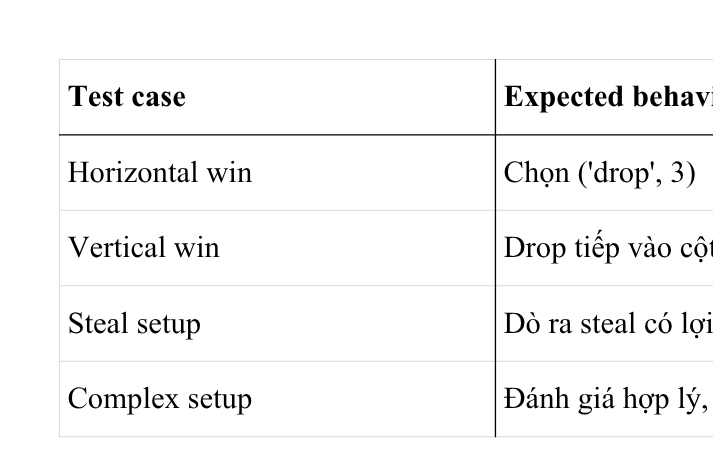 Test case Expected behavi
Horizontal win Chọn ('drop', 3)
Vertical win Drop tiếp vào cột
Steal setup Dò ra steal có lợi
Complex setup Đánh giá hợp lý,